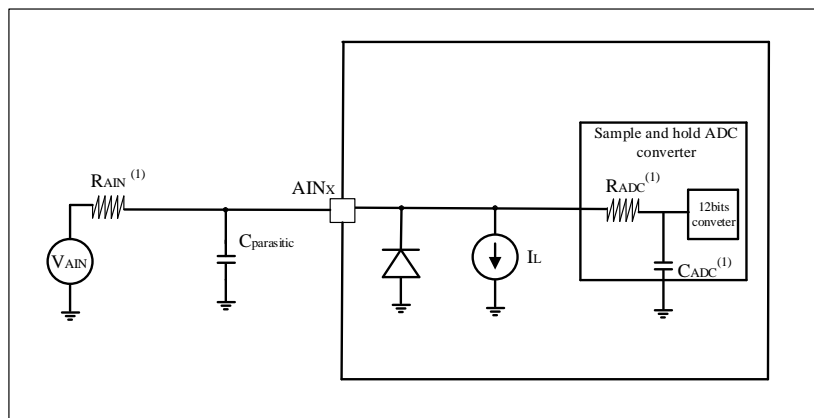 Sample and hold ADC
converter
RAIN (1)
AINX
RADC(1)
12bits
conveter
Cparasitic
VAIN
IL
CADC(1)